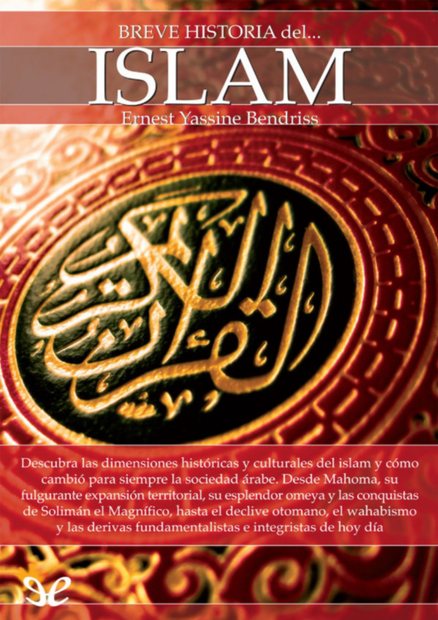 BREVE HISTORIA del...
ISLAM
Ernest Yassine Bendriss
القرآن الكريم
Descubra las dimensiones históricas y culturales del islam y cómo
cambió para siempre la sociedad árabe. Desde Mahoma, su
fulgurante expansión territorial, su esplendor omeya y las conquistas
de Solimán el Magnífico, hasta el declive otomano, el wahabismo
y las derivas fundamentalistas e integristas de hoy día